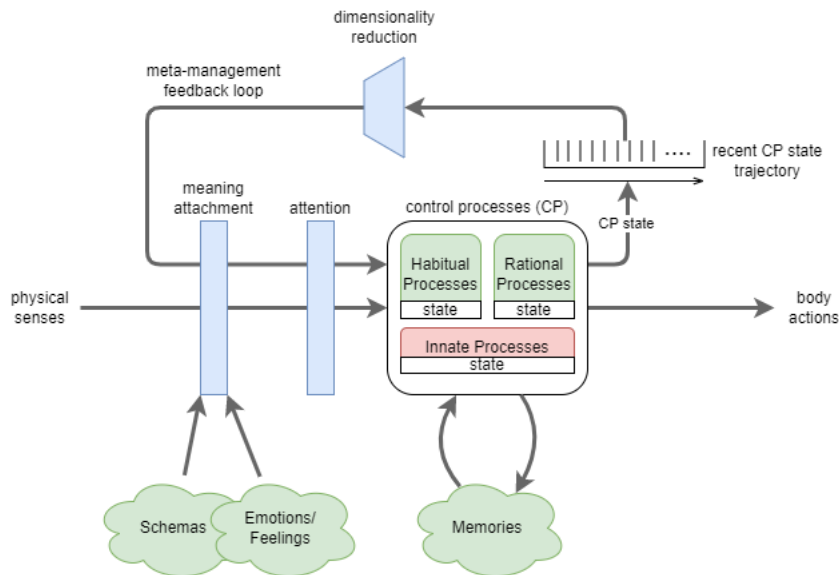 dimensionality
reduction
meta-management
feedback loop
recent CP state
trajectory
meaning
attachment
attention
control processes (CP)
CP state
Habitual
Processes
state
Rational
Processes
state
physical
senses
body
actions
Innate Processes
state
Schemas
Emotions/
Feelings
Memories